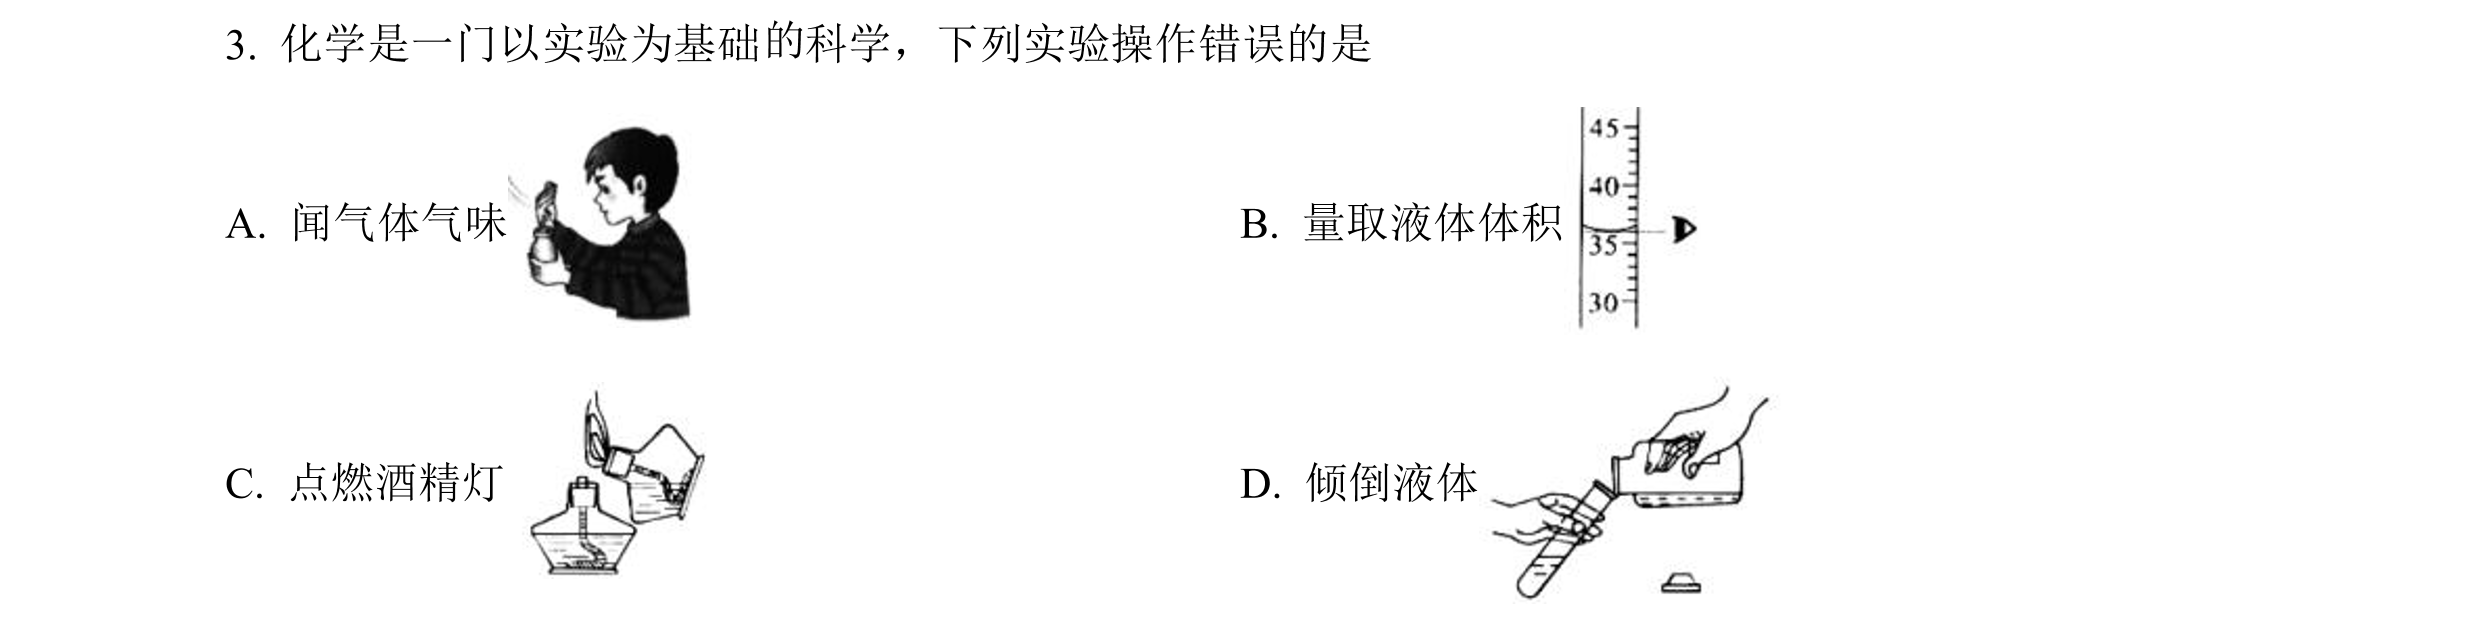 3. 化学是一门以实验为基础的科学，下列实验操作错误的是
A. 闻气体气味
B. 量取液体体积
45
40
35
30
C. 点燃酒精灯
D. 倾倒液体